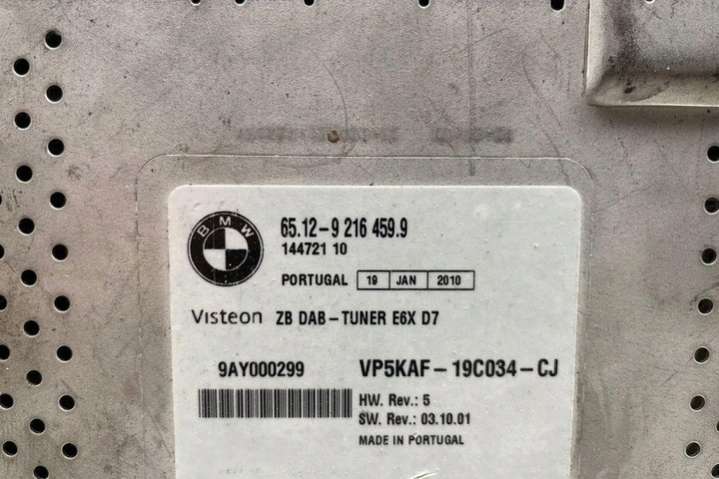 BMW
65.12-9 216 459.9
144721 10
PORTUGAL 19 JAN 2010
Visteon ZB DAB-TUNER E6X D7
9AY000299 VP5KAF-19C034-CJ
HW. Rev.: 5
SW. Rev.: 03.10.01
MADE IN PORTUGAL